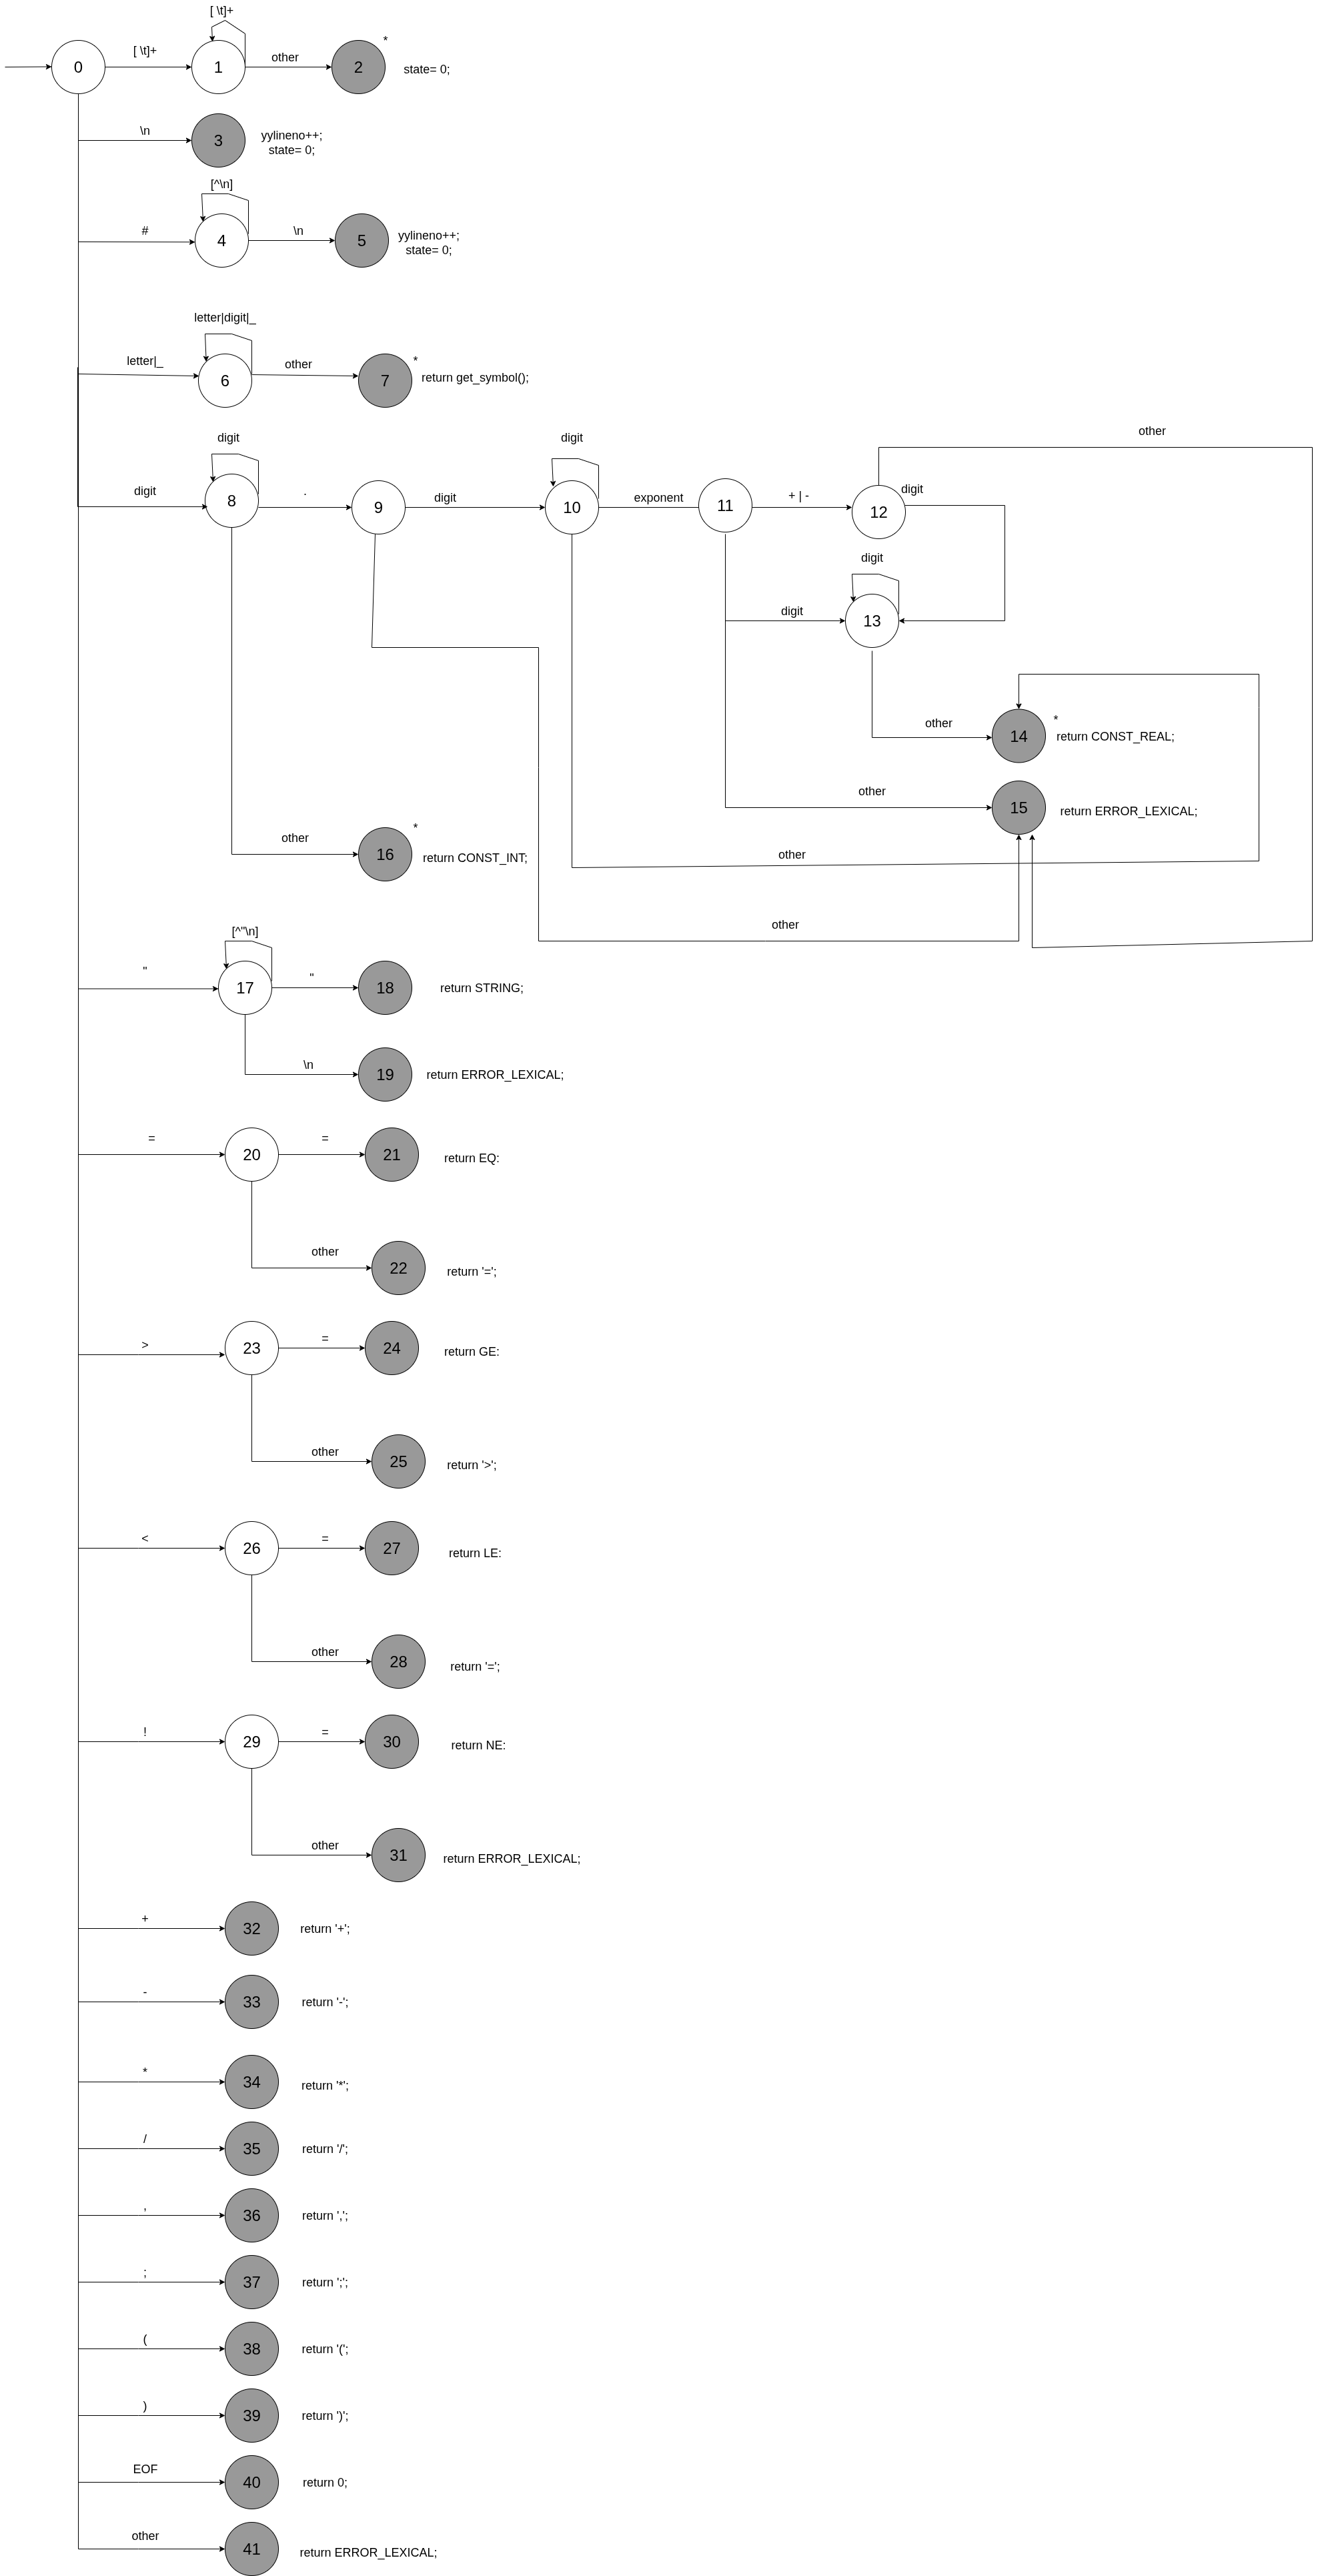 [ \t]+
*
[ \t]+
other
0
1
2
state= 0;
\n
3
yylineno++;
state= 0;
[^\n]
#
\n
4
5
yylineno++;
state= 0;
letter|digit|_
letter|_
other
*
6
7
return get_symbol();
other
digit
digit
digit
.
digit
exponent
+ | -
digit
8
9
10
11
12
digit
digit
13
other
*
14
return CONST_REAL;
other
15
return ERROR_LEXICAL;
other
*
16
return CONST_INT;
other
other
[^"\n]
"
"
17
18
return STRING;
\n
19
return ERROR_LEXICAL;
=
=
20
21
return EQ:
other
22
return '=';
>
=
23
24
return GE:
other
25
return '>';
<
=
26
27
return LE:
other
28
return '=';
!
=
29
30
return NE:
other
31
return ERROR_LEXICAL;
+
32
return '+';
-
33
return '-';
*
34
return '*';
/
35
return '/';
,
36
return ',';
;
37
return ';';
(
38
return '(';
)
39
return ')';
EOF
40
return 0;
other
41
return ERROR_LEXICAL;